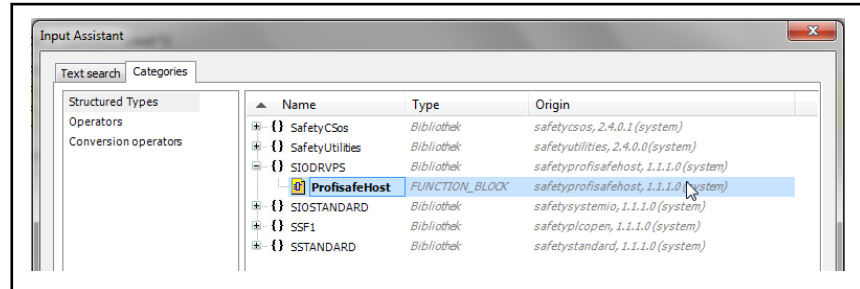 Input Assistant
Text search Categories
Structured Types
Operators
Conversion operators
Name Type Origin
{} SafetyCSos Bibliothek safetycsos, 2.4.0.1 (system)
{} SafetyUtilities Bibliothek safetyutilities, 2.4.0.0 (system)
{} SIODRVPS Bibliothek safetyprofisafehost, 1.1.1.0 (system)
ProfisafeHost FUNCTION_BLOCK safetyprofisafehost, 1.1.1.0 (system)
{} SIOSTANDARD Bibliothek safetysystemio, 1.1.1.0 (system)
{} SSF1 Bibliothek safetyplcopen, 1.1.1.0 (system)
{} SSTANDARD Bibliothek safetystandard, 1.1.1.0 (system)